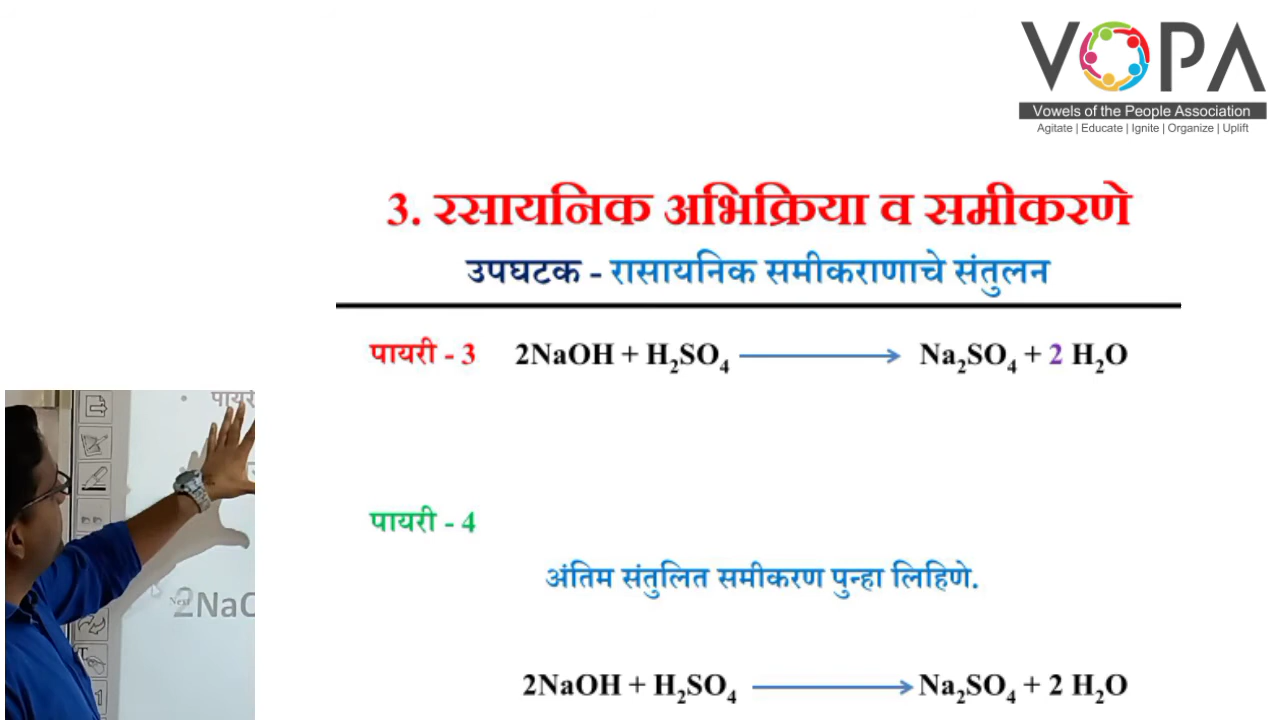 VOPA
Vowels of the People Association
Agitate | Educate | Ignite | Organize | Uplift
3. रसायनिक अभिक्रिया व समीकरणे
उपघटक - रासायनिक समीकराणाचे संतुलन
पायरी - 3 2NaOH + H₂SO₄ ⟶ Na₂SO₄ + 2 H₂O
पायरी - 4
अंतिम संतुलित समीकरण पुन्हा लिहिणे.
2NaOH + H₂SO₄ ⟶ Na₂SO₄ + 2 H₂O